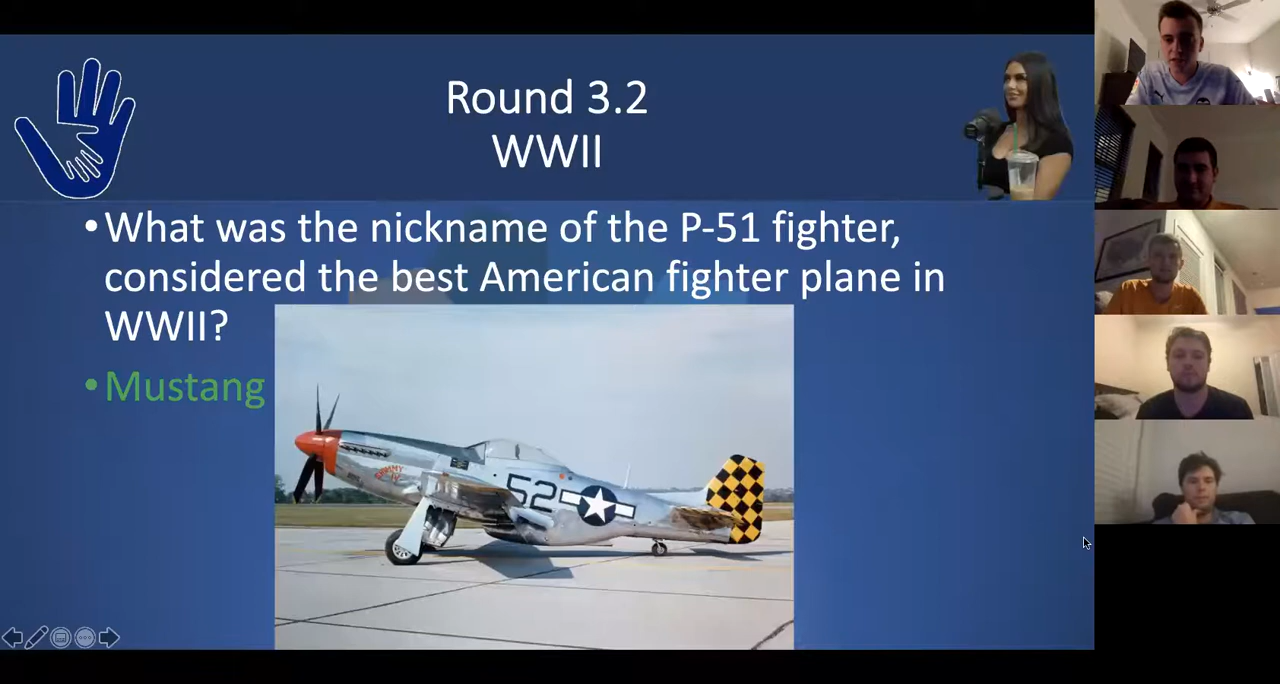 Round 3.2
WWII
•What was the nickname of the P-51 fighter,
considered the best American fighter plane in
WWII?
•Mustang
52